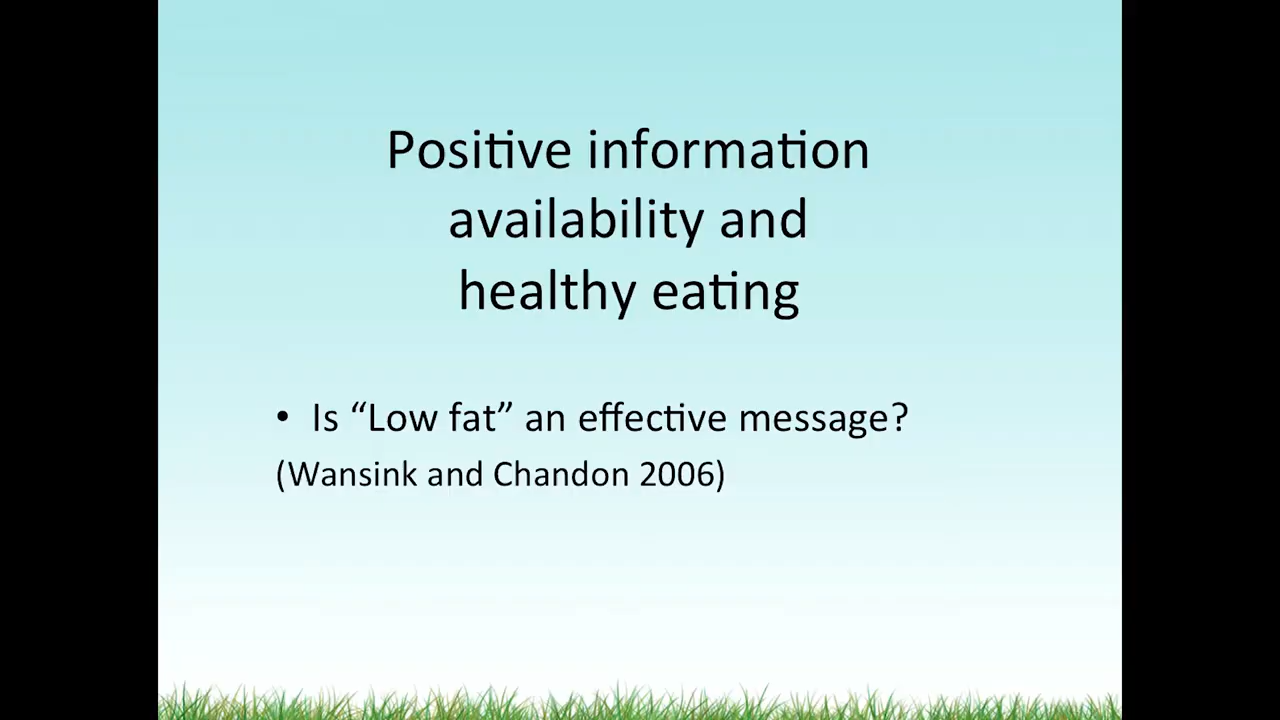 Positive information
availability and
healthy eating
• Is “Low fat” an effective message?
(Wansink and Chandon 2006)